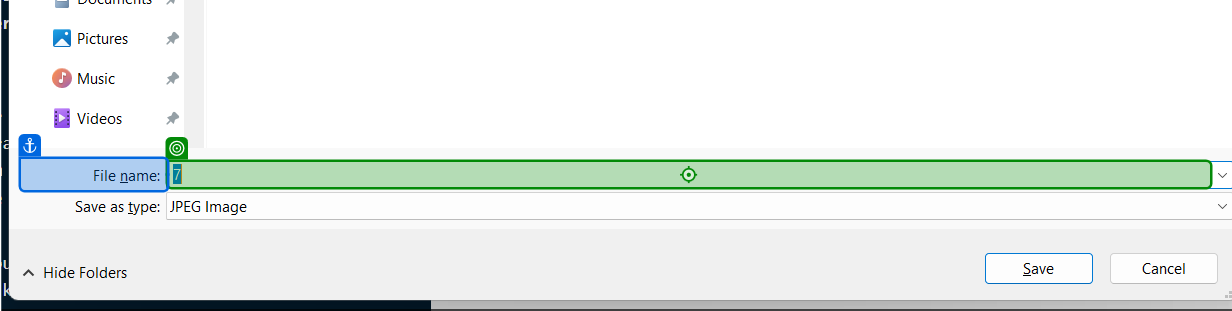 Documents
Pictures
Music
Videos
File name: 7
Save as type: JPEG Image
Hide Folders
Save Cancel